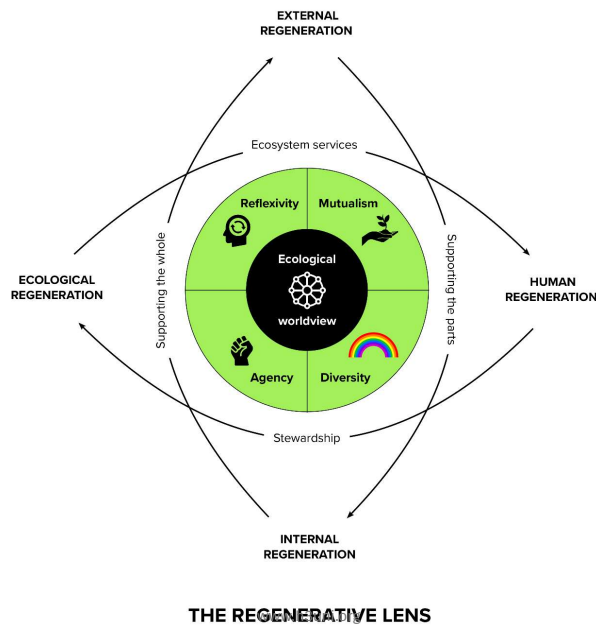 EXTERNAL
REGENERATION
Ecosystem services
Reflexivity
Mutualism
Supporting the whole
Ecological
worldview
Supporting the parts
ECOLOGICAL
REGENERATION
HUMAN
REGENERATION
Agency
Diversity
Stewardship
INTERNAL
REGENERATION
THE REGENERATIVE LENS